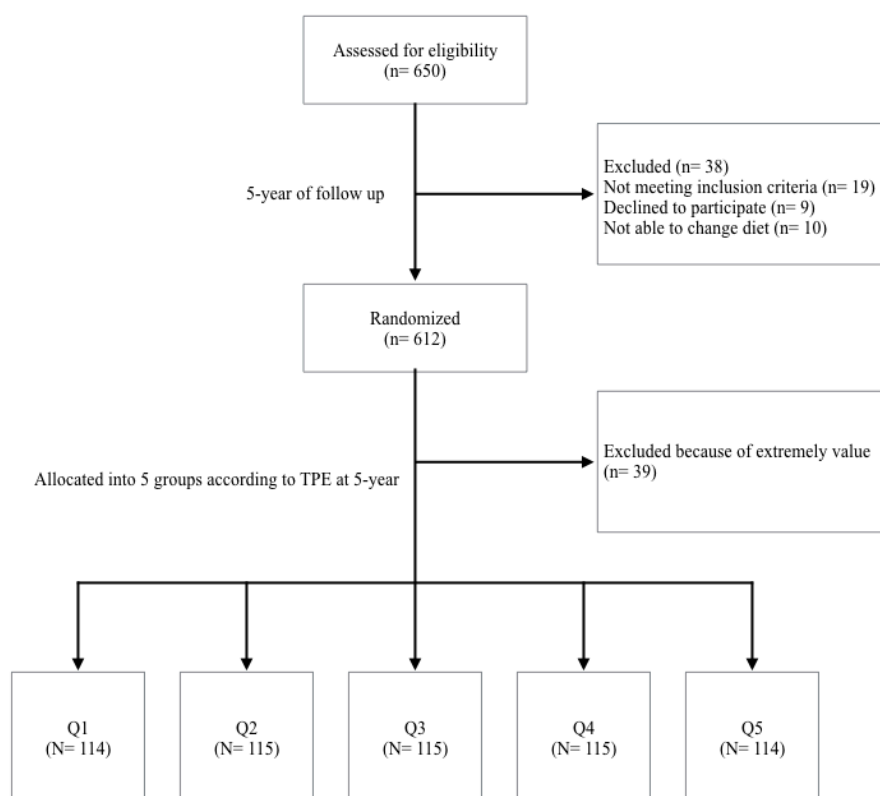 Assessed for eligibility
(n= 650)
5-year of follow up
Excluded (n= 38)
Not meeting inclusion criteria (n= 19)
Declined to participate (n= 9)
Not able to change diet (n= 10)
Randomized
(n= 612)
Allocated into 5 groups according to TPE at 5-year
Excluded because of extremely value
(n= 39)
Q1
(N= 114)
Q2
(N= 115)
Q3
(N= 115)
Q4
(N= 115)
Q5
(N= 114)